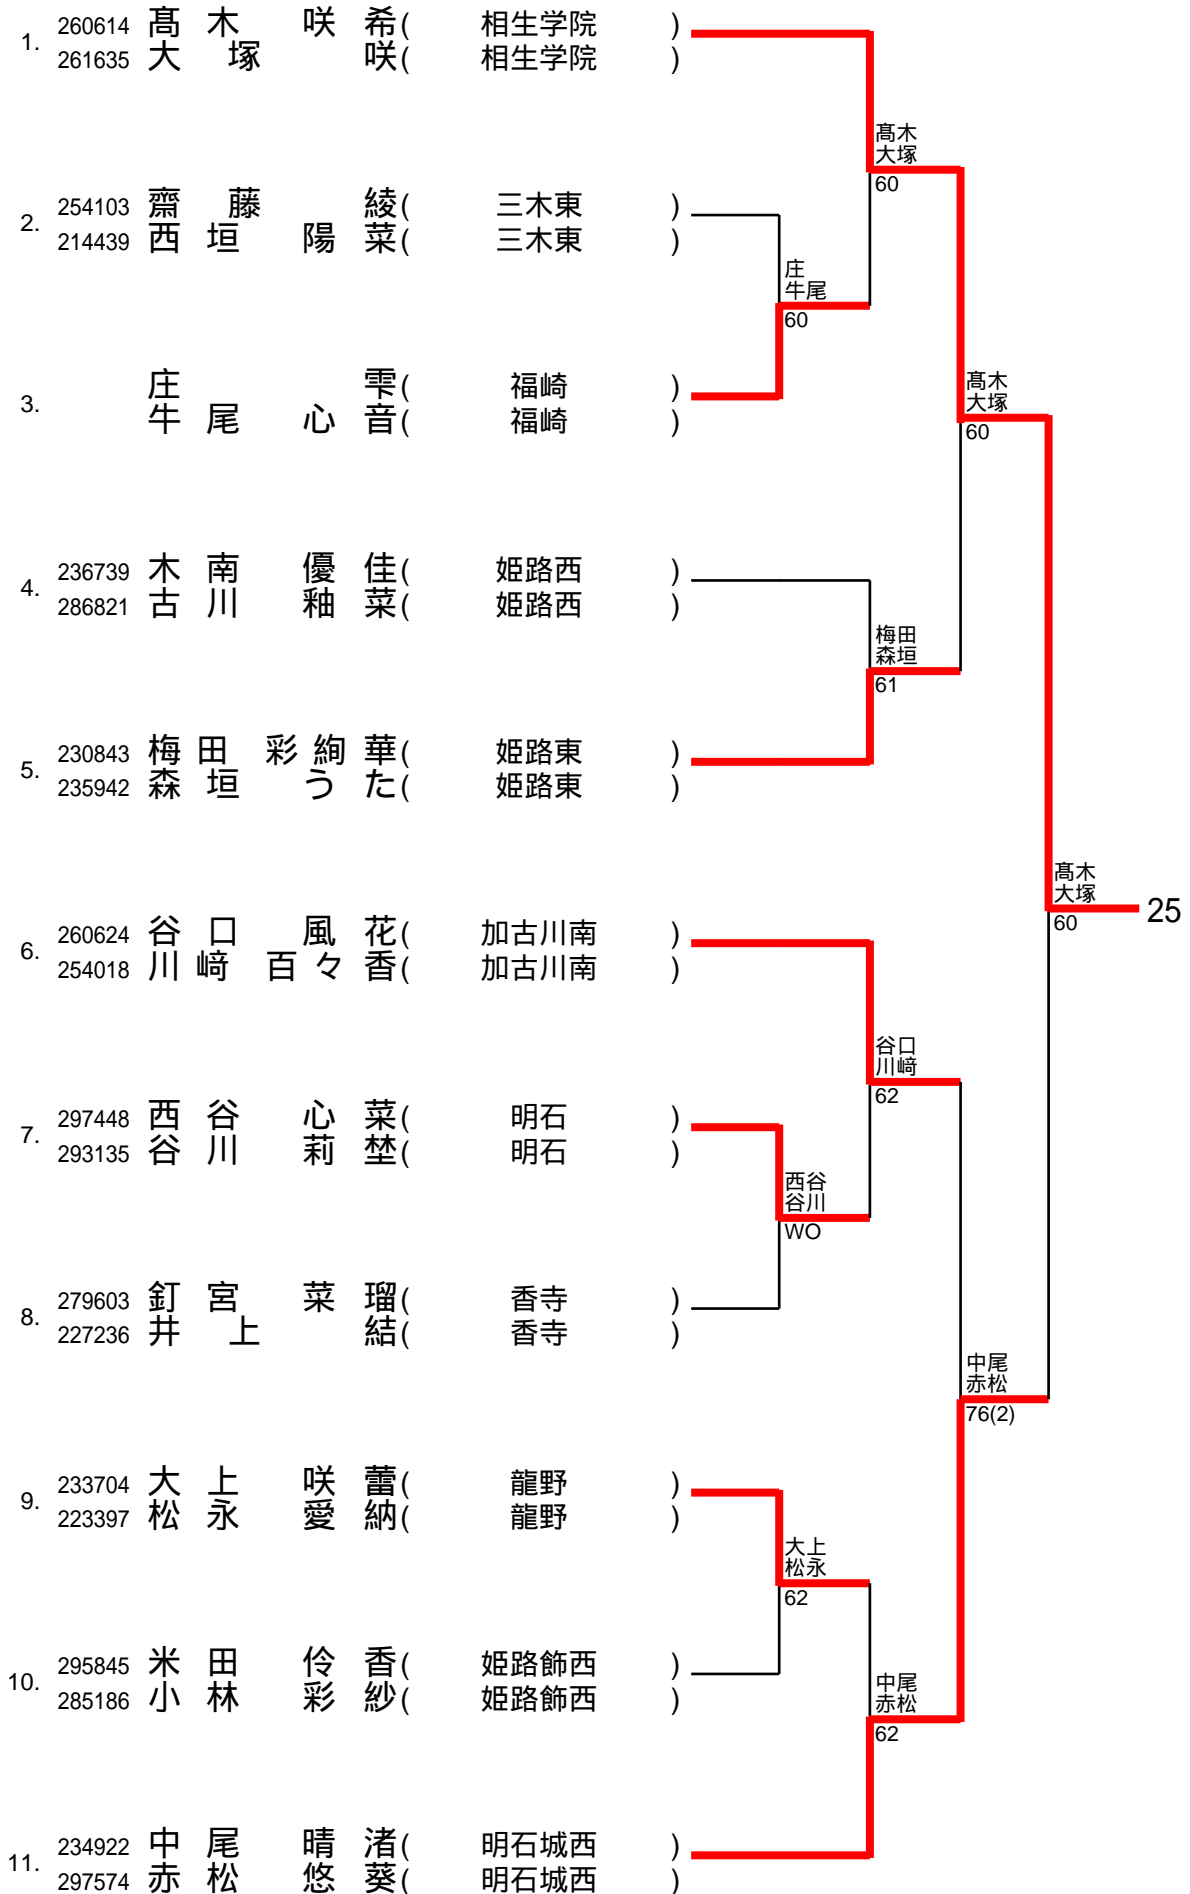 1. 260614 髙木 咲希( 相生学院 )
261635 大塚 咲( 相生学院 )
髙木
大塚
60
2. 254103 齋藤 綾( 三木東 )
214439 西垣 陽菜( 三木東 )
庄
牛尾
60
3. 庄 雫( 福崎 )
牛尾 心音( 福崎 )
髙木
大塚
60
4. 236739 木南 優佳( 姫路西 )
286821 古川 釉菜( 姫路西 )
梅田
森垣
61
5. 230843 梅田 彩絢華( 姫路東 )
235942 森垣 うた( 姫路東 )
髙木
大塚
60
25
6. 260624 谷口 風花( 加古川南 )
254018 川﨑 百々香( 加古川南 )
谷口
川﨑
62
7. 297448 西谷 心菜( 明石 )
293135 谷川 莉埜( 明石 )
西谷
谷川
WO
8. 279603 釘宮 菜瑠( 香寺 )
227236 井上 結( 香寺 )
中尾
赤松
76(2)
9. 233704 大上 咲蕾( 龍野 )
223397 松永 愛納( 龍野 )
大上
松永
62
10. 295845 米田 伶香( 姫路飾西 )
285186 小林 彩紗( 姫路飾西 )
中尾
赤松
62
11. 234922 中尾 晴渚( 明石城西 )
297574 赤松 悠葵( 明石城西 )